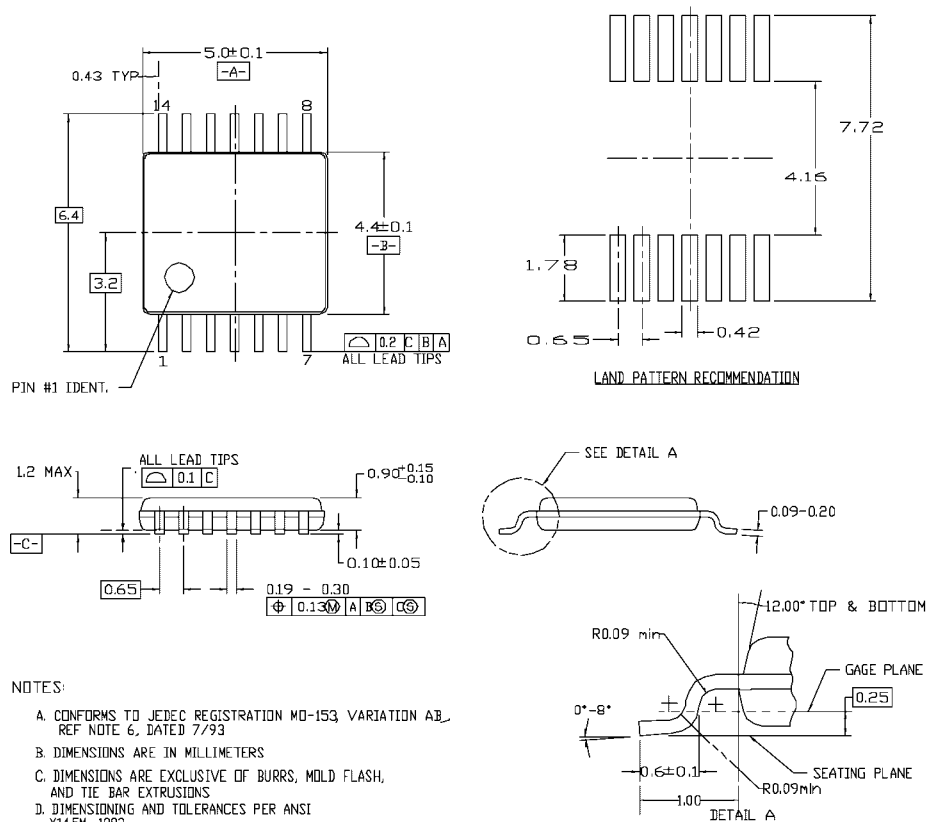 5.0±0.1
-A-
0.43 TYP
14 8
6.4
3.2
4.4±0.1
-B-
1 7
⌓ 0.2 C B A
ALL LEAD TIPS
PIN #1 IDENT.
7.72
4.16
1.78
0.65
0.42
LAND PATTERN RECOMMENDATION
1.2 MAX
ALL LEAD TIPS
⌓ 0.1 C
0.90+0.15
-0.10
-C-
0.10±0.05
0.65
0.19 - 0.30
⌖ 0.13Ⓜ A BⓈ CⓈ
SEE DETAIL A
0.09-0.20
12.00° TOP & BOTTOM
R0.09 min
GAGE PLANE
0.25
0°-8°
0.6±0.1
SEATING PLANE
R0.09min
1.00
DETAIL A
NOTES:
A. CONFORMS TO JEDEC REGISTRATION MO-153, VARIATION AB,
REF NOTE 6, DATED 7/93
B. DIMENSIONS ARE IN MILLIMETERS
C. DIMENSIONS ARE EXCLUSIVE OF BURRS, MOLD FLASH,
AND TIE BAR EXTRUSIONS
D. DIMENSIONING AND TOLERANCES PER ANSI